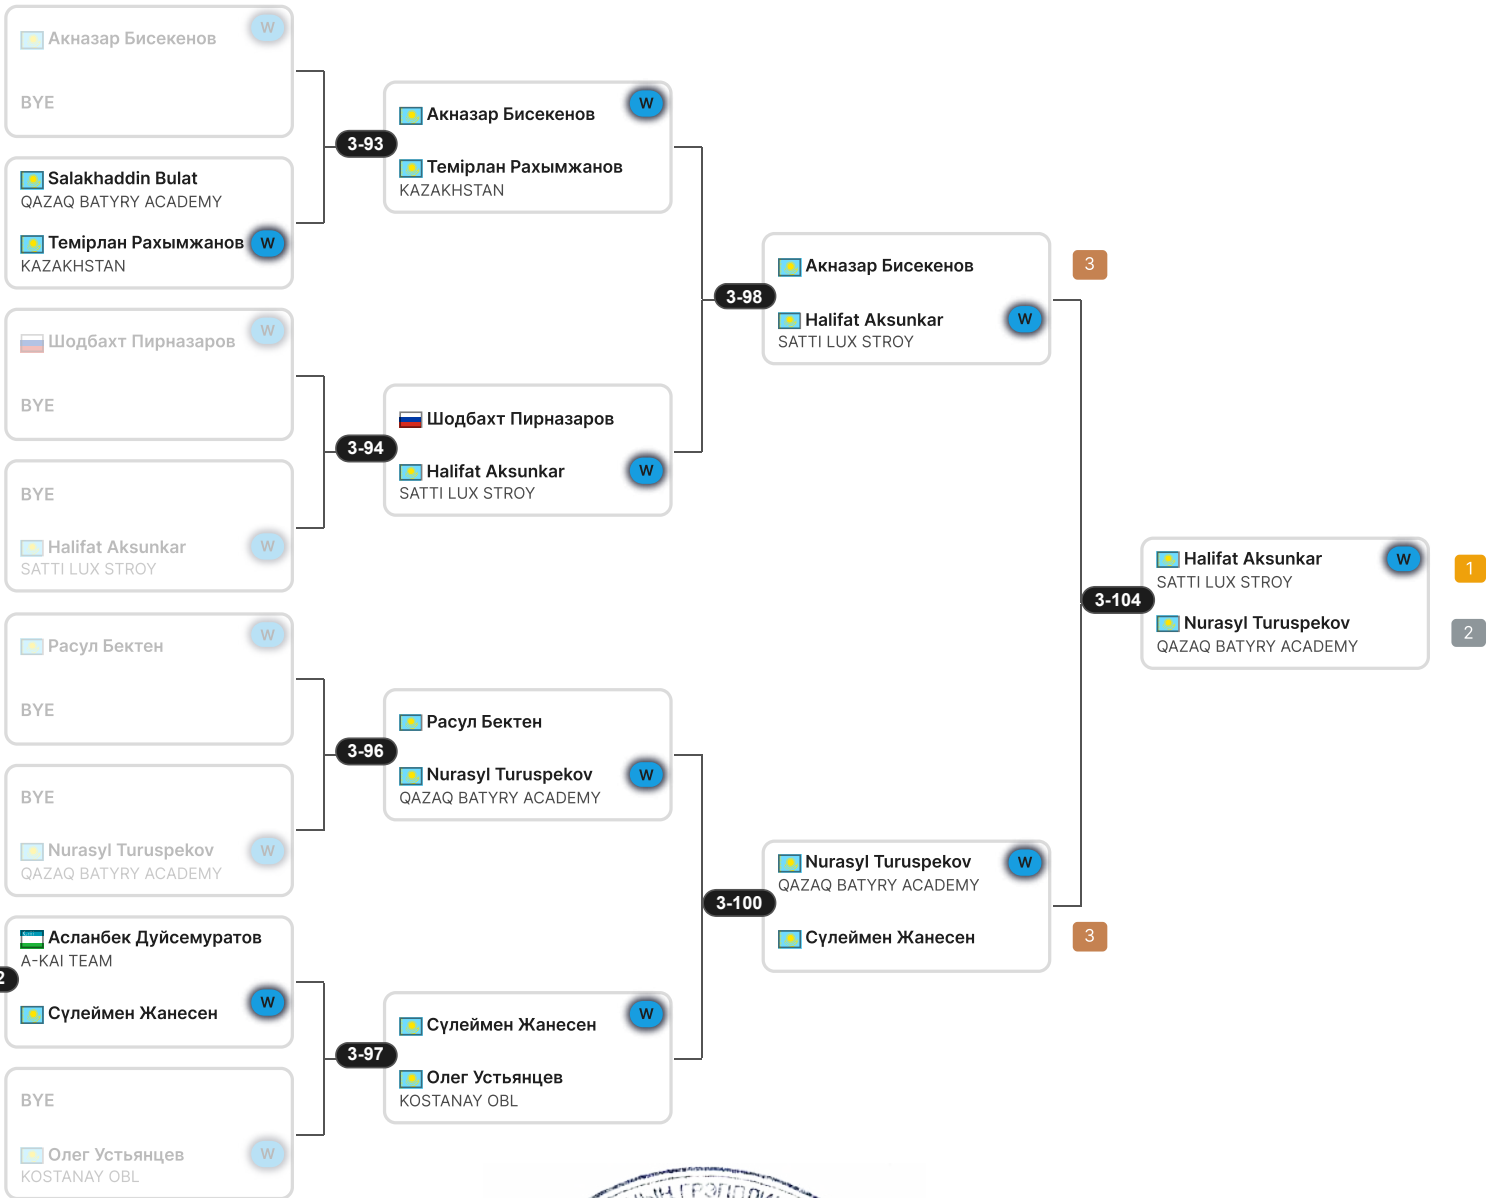 Акназар Бисекенов
W
BYE
Salakhaddin Bulat
QAZAQ BATYRY ACADEMY
Темірлан Рахымжанов
W
KAZAKHSTAN
Шодбахт Пирназаров
W
BYE
BYE
Halifat Aksunkar
W
SATTI LUX STROY
Расул Бектен
W
BYE
BYE
Nurasyl Turuspekov
W
QAZAQ BATYRY ACADEMY
Асланбек Дуйсемуратов
A-KAI TEAM
2
Сүлеймен Жанесен
W
BYE
Олег Устьянцев
W
KOSTANAY OBL
3-93
Акназар Бисекенов
W
Темірлан Рахымжанов
KAZAKHSTAN
3-94
Шодбахт Пирназаров
Halifat Aksunkar
W
SATTI LUX STROY
3-96
Расул Бектен
Nurasyl Turuspekov
W
QAZAQ BATYRY ACADEMY
3-97
Сүлеймен Жанесен
W
Олег Устьянцев
KOSTANAY OBL
3-98
Акназар Бисекенов
3
Halifat Aksunkar
W
SATTI LUX STROY
3-100
Nurasyl Turuspekov
W
QAZAQ BATYRY ACADEMY
Сүлеймен Жанесен
3
3-104
Halifat Aksunkar
W
1
SATTI LUX STROY
Nurasyl Turuspekov
2
QAZAQ BATYRY ACADEMY